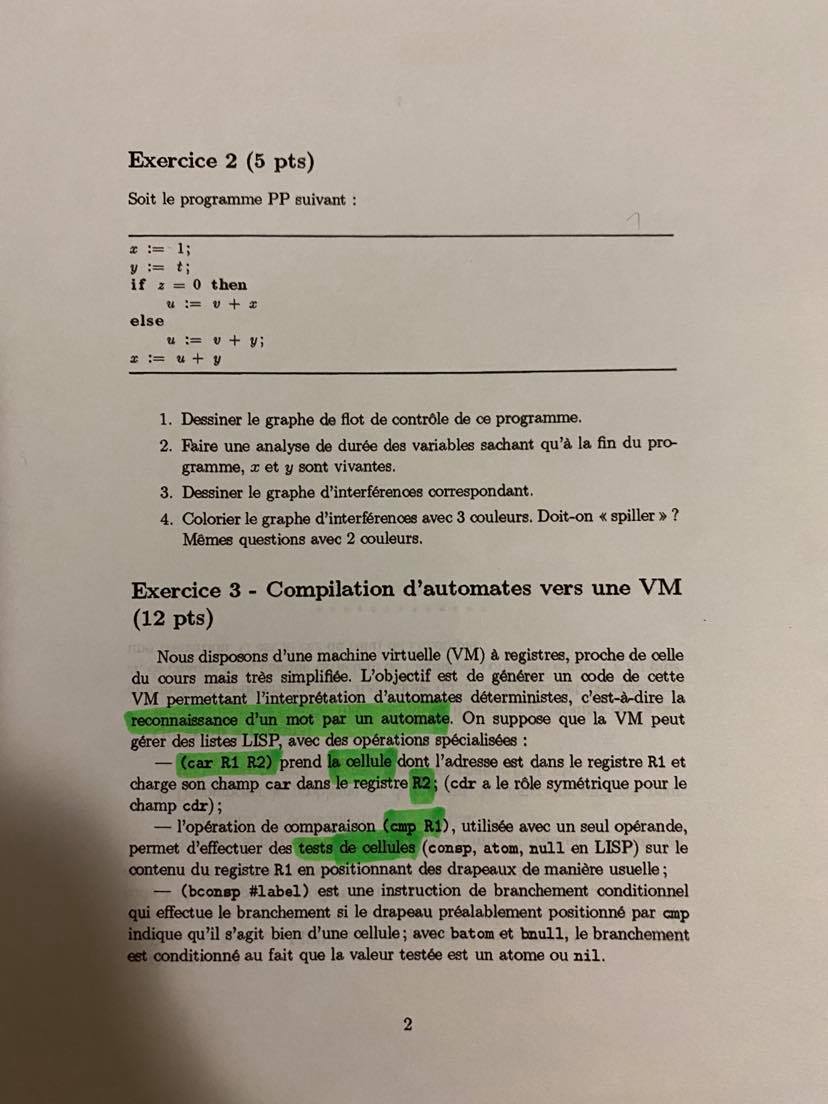 Exercice 2 (5 pts)
Soit le programme PP suivant :
x := 1;
y := t;
if z = 0 then
u := v + x
else
u := v + y;
x := u + y
1. Dessiner le graphe de flot de contrôle de ce programme.
2. Faire une analyse de durée des variables sachant qu'à la fin du pro-
gramme, x et y sont vivantes.
3. Dessiner le graphe d'interférences correspondant.
4. Colorier le graphe d'interférences avec 3 couleurs. Doit-on « spiller » ?
Mêmes questions avec 2 couleurs.
Exercice 3 - Compilation d'automates vers une VM
(12 pts)
Nous disposons d'une machine virtuelle (VM) à registres, proche de celle
du cours mais très simplifiée. L'objectif est de générer un code de cette
VM permettant l'interprétation d'automates déterministes, c'est-à-dire la
reconnaissance d'un mot par un automate. On suppose que la VM peut
gérer des listes LISP, avec des opérations spécialisées :
— (car R1 R2) prend la cellule dont l'adresse est dans le registre R1 et
charge son champ car dans le registre R2; (cdr a le rôle symétrique pour le
champ cdr) ;
— l'opération de comparaison (cmp R1), utilisée avec un seul opérande,
permet d'effectuer des tests de cellules (consp, atom, null en LISP) sur le
contenu du registre R1 en positionnant des drapeaux de manière usuelle ;
— (bconsp #label) est une instruction de branchement conditionnel
qui effectue le branchement si le drapeau préalablement positionné par cmp
indique qu'il s'agit bien d'une cellule ; avec batom et bnull, le branchement
est conditionné au fait que la valeur testée est un atome ou nil.
2